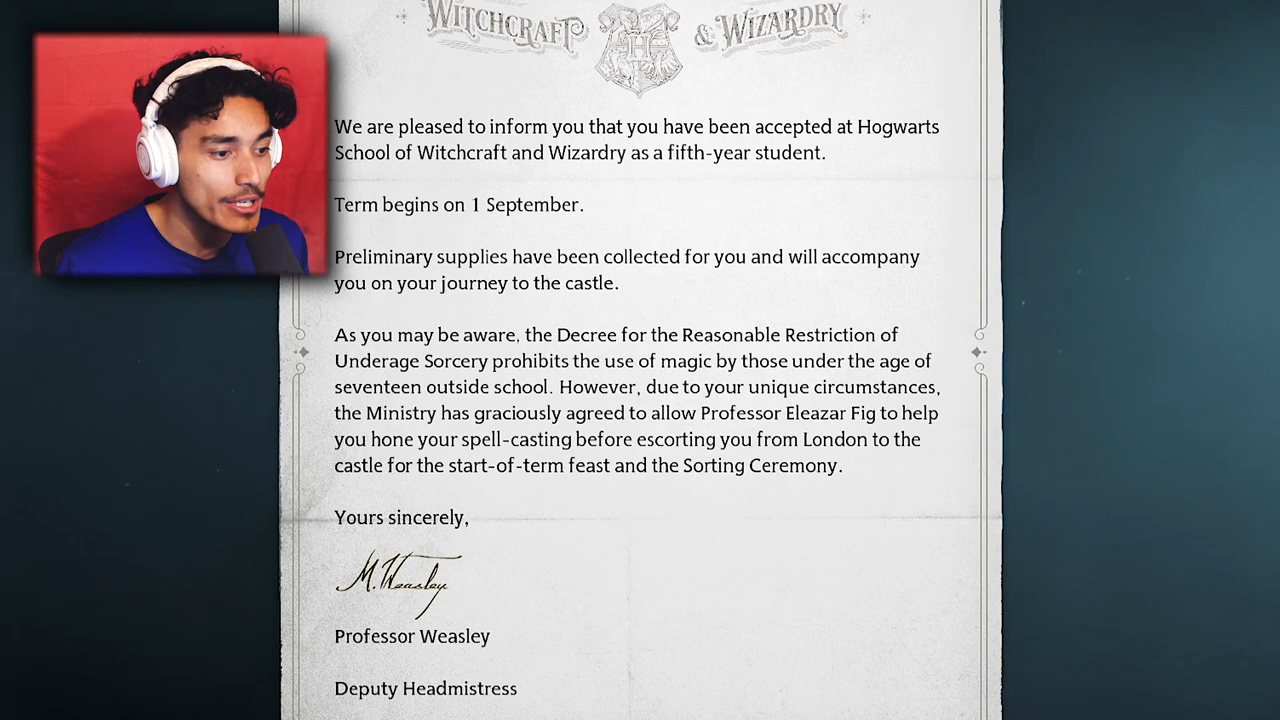 WITCHCRAFT & WIZARDRY
H
We are pleased to inform you that you have been accepted at Hogwarts
School of Witchcraft and Wizardry as a fifth-year student.
Term begins on 1 September.
Preliminary supplies have been collected for you and will accompany
you on your journey to the castle.
As you may be aware, the Decree for the Reasonable Restriction of
Underage Sorcery prohibits the use of magic by those under the age of
seventeen outside school. However, due to your unique circumstances,
the Ministry has graciously agreed to allow Professor Eleazar Fig to help
you hone your spell-casting before escorting you from London to the
castle for the start-of-term feast and the Sorting Ceremony.
Yours sincerely,
M. Weasley
Professor Weasley
Deputy Headmistress